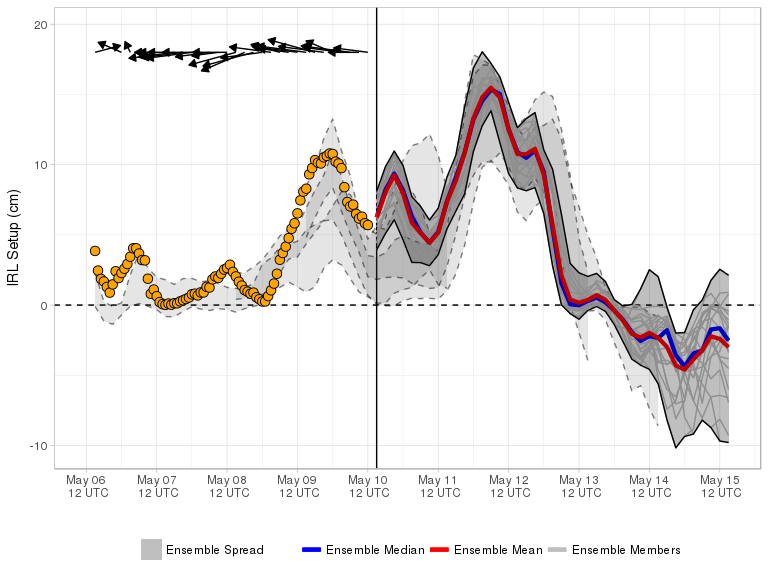 20
10
0
-10
IRL Setup (cm)
May 06 May 07 May 08 May 09 May 10 May 11 May 12 May 13 May 14 May 15
12 UTC 12 UTC 12 UTC 12 UTC 12 UTC 12 UTC 12 UTC 12 UTC 12 UTC 12 UTC
Ensemble Spread Ensemble Median Ensemble Mean Ensemble Members